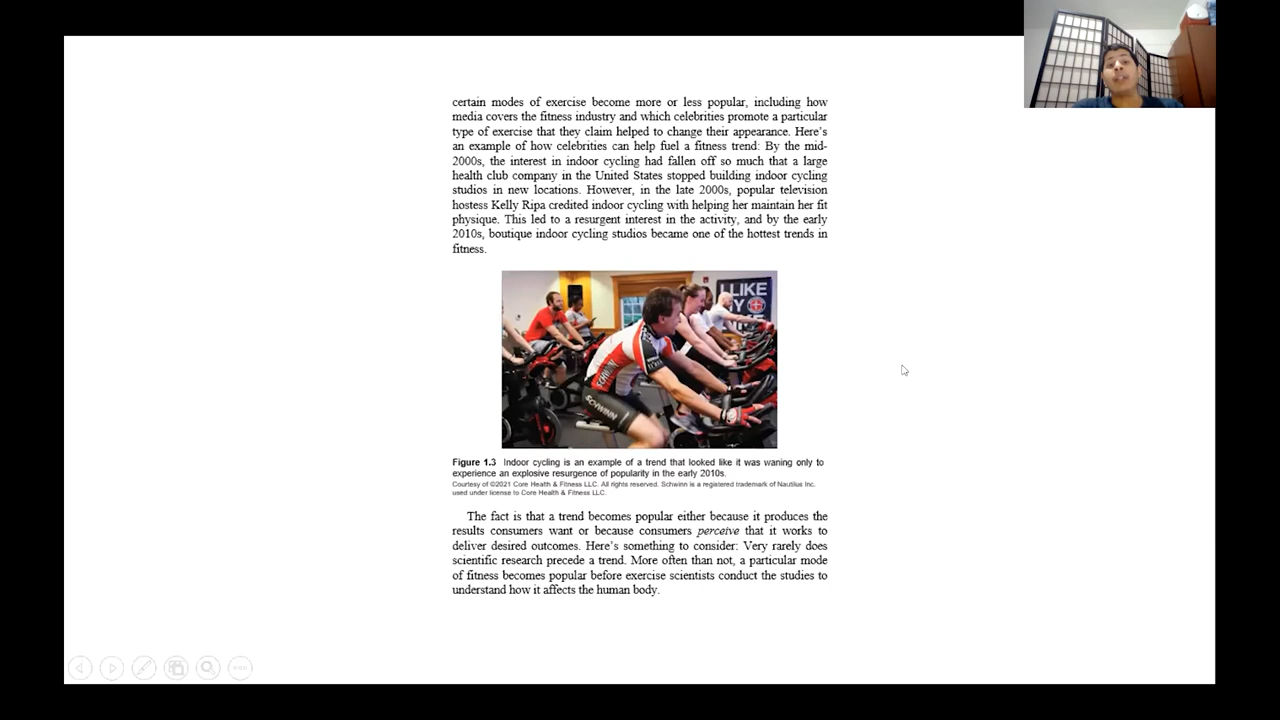 certain modes of exercise become more or less popular, including how
media covers the fitness industry and which celebrities promote a particular
type of exercise that they claim helped to change their appearance. Here's
an example of how celebrities can help fuel a fitness trend: By the mid-
2000s, the interest in indoor cycling had fallen off so much that a large
health club company in the United States stopped building indoor cycling
studios in new locations. However, in the late 2000s, popular television
hostess Kelly Ripa credited indoor cycling with helping her maintain her fit
physique. This led to a resurgent interest in the activity, and by the early
2010s, boutique indoor cycling studios became one of the hottest trends in
fitness.
I LIKE
MY
SCHWINN
SCHWINN
Figure 1.3 Indoor cycling is an example of a trend that looked like it was waning only to
experience an explosive resurgence of popularity in the early 2010s.
Courtesy of ©2021 Core Health & Fitness LLC. All rights reserved. Schwinn is a registered trademark of Nautilus Inc.
used under license to Core Health & Fitness LLC.
The fact is that a trend becomes popular either because it produces the
results consumers want or because consumers perceive that it works to
deliver desired outcomes. Here's something to consider: Very rarely does
scientific research precede a trend. More often than not, a particular mode
of fitness becomes popular before exercise scientists conduct the studies to
understand how it affects the human body.